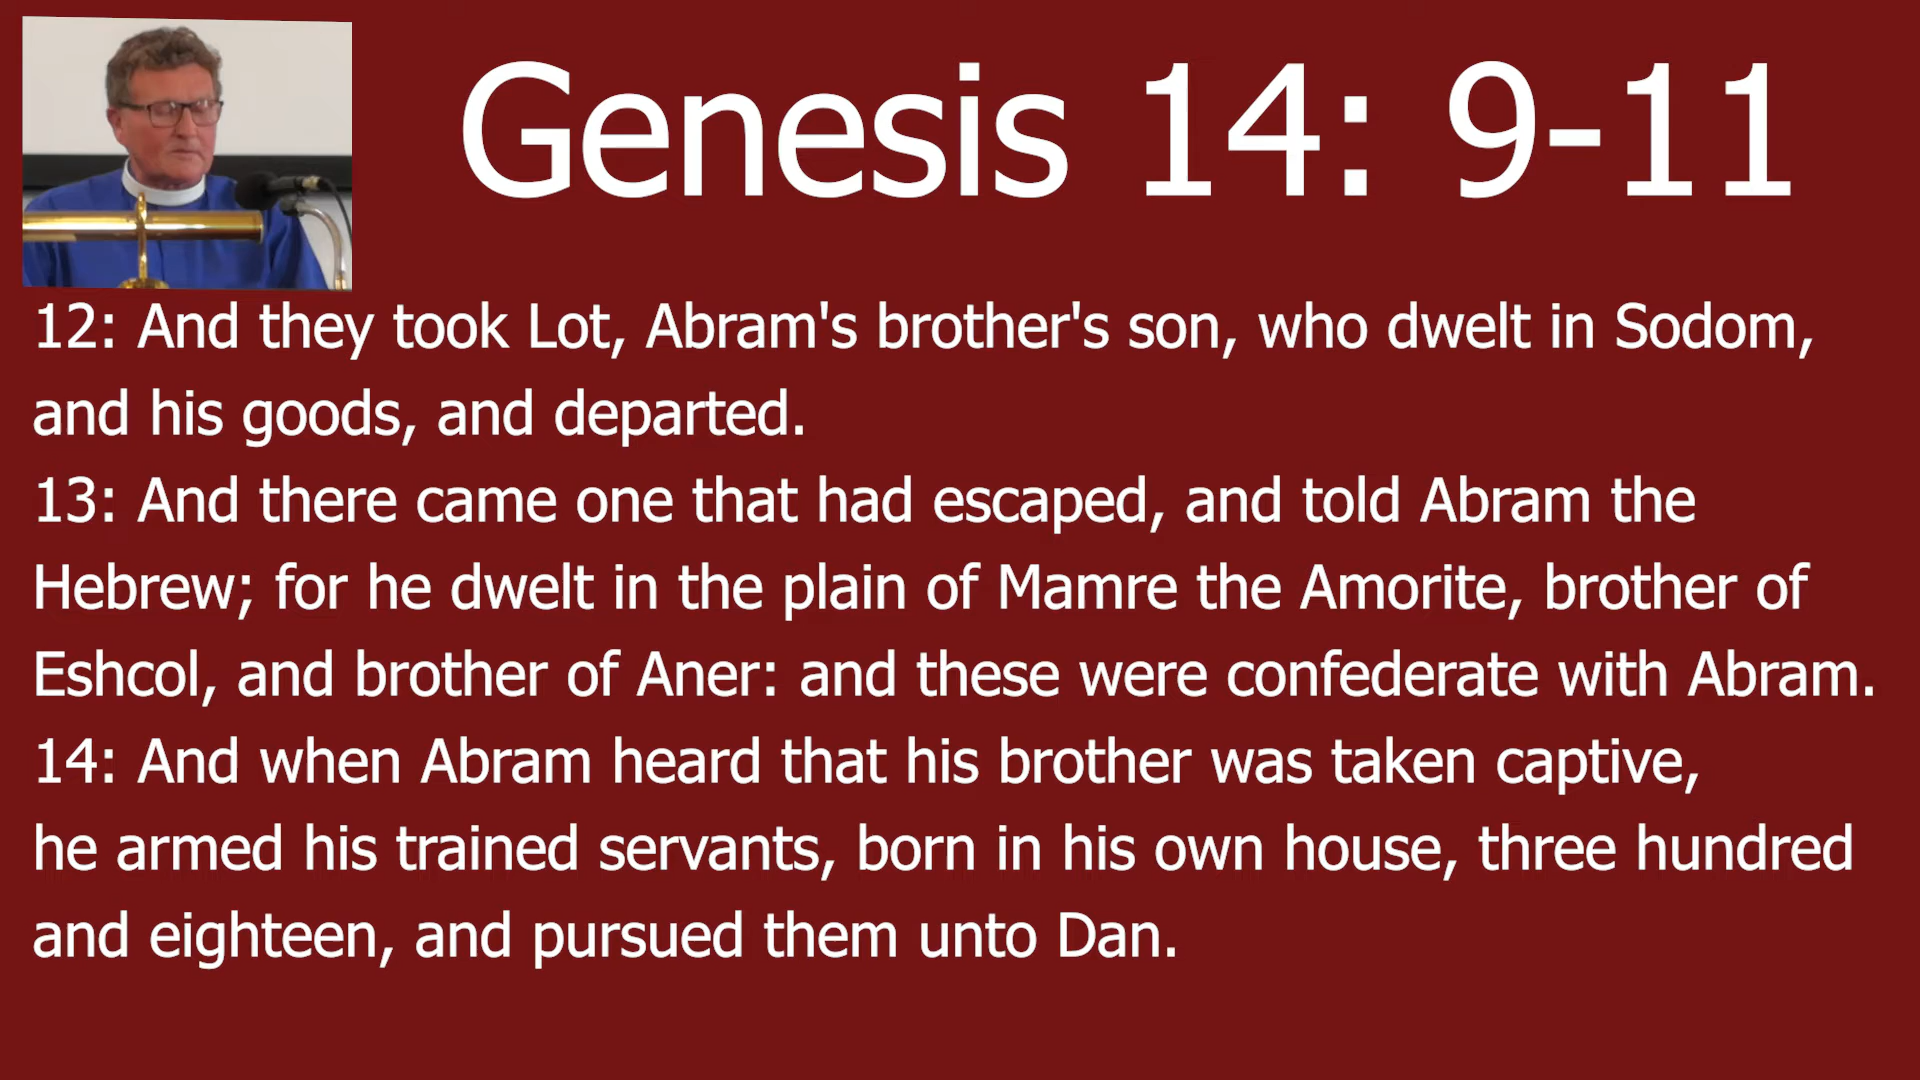 Genesis 14: 9-11
12: And they took Lot, Abram's brother's son, who dwelt in Sodom,
and his goods, and departed.
13: And there came one that had escaped, and told Abram the
Hebrew; for he dwelt in the plain of Mamre the Amorite, brother of
Eshcol, and brother of Aner: and these were confederate with Abram.
14: And when Abram heard that his brother was taken captive,
he armed his trained servants, born in his own house, three hundred
and eighteen, and pursued them unto Dan.